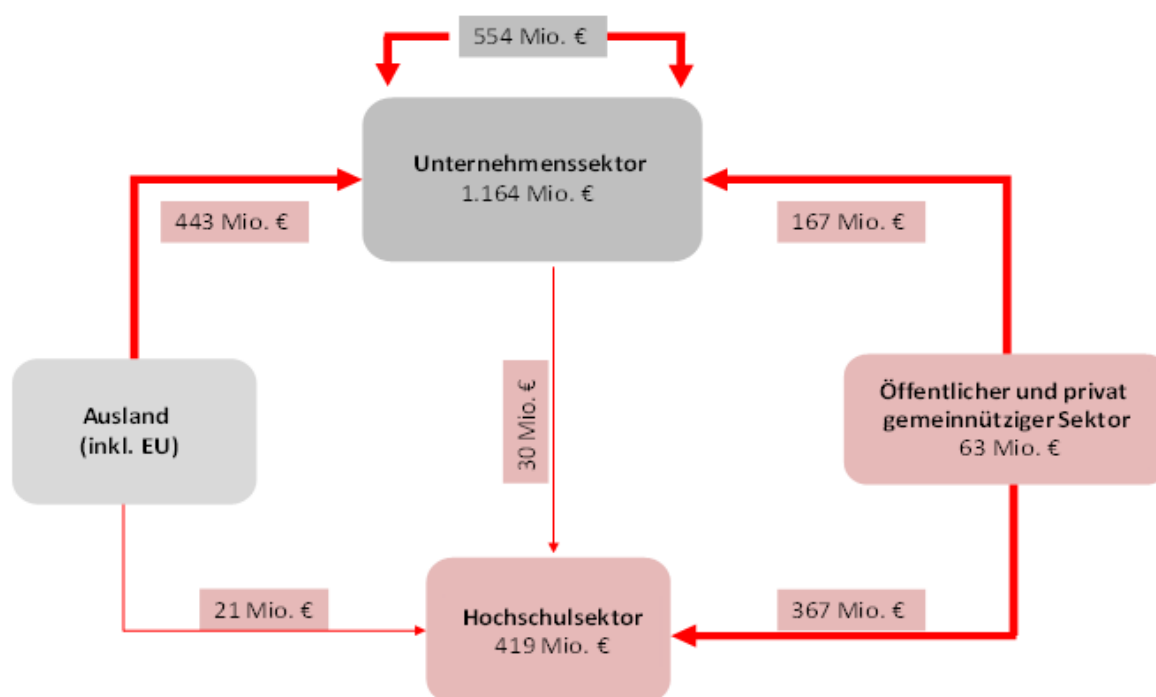 554 Mio. €
Unternehmenssektor
1.164 Mio. €
443 Mio. €
167 Mio. €
30 Mio. €
Ausland
(inkl. EU)
Öffentlicher und privat
gemeinnütziger Sektor
63 Mio. €
21 Mio. €
367 Mio. €
Hochschulsektor
419 Mio. €